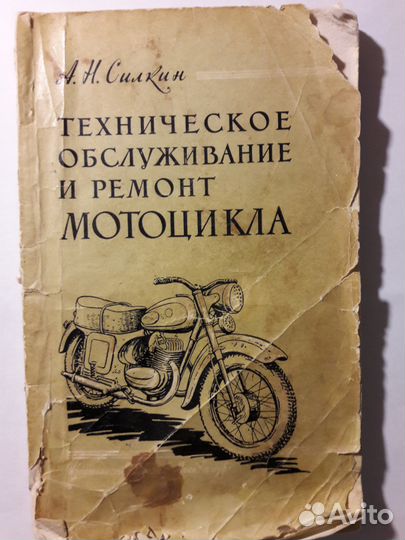 А. Н. Силкин
ТЕХНИЧЕСКОЕ
ОБСЛУЖИВАНИЕ
И РЕМОНТ
МОТОЦИКЛА
Avito